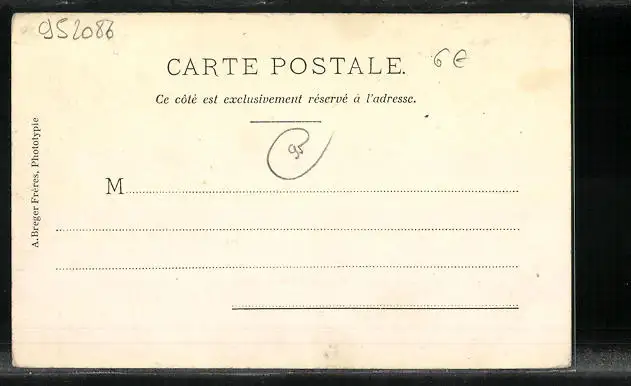 952086
CARTE POSTALE.
6€
Ce côté est exclusivement réservé à l'adresse.
95
M
A. Breger Frères, Phototypie